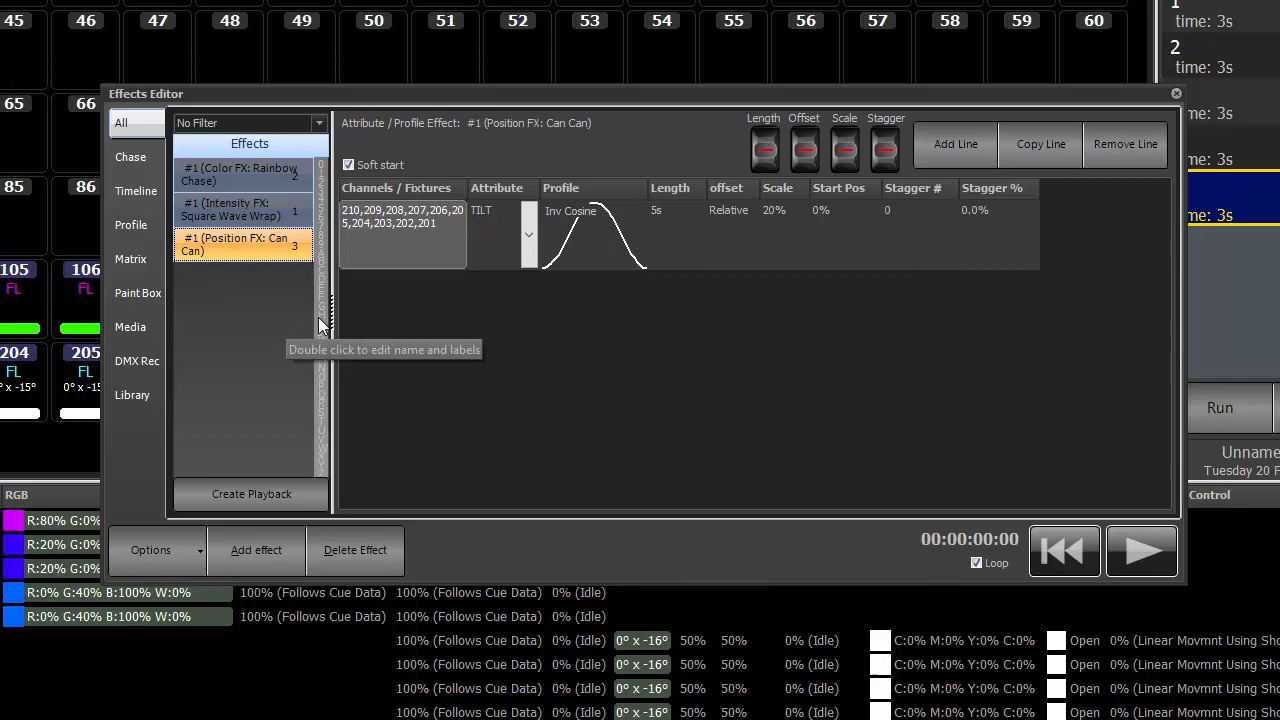 45 46 47 48 49 50 51 52 53 54 55 56 57 58 59 60
1
time: 3s
2
time: 3s
Effects Editor
65 66
time: 3s
All
No Filter
Attribute / Profile Effect: #1 (Position FX: Can Can)
Length Offset Scale Stagger
Add Line Copy Line Remove Line
Effects
Chase
Soft start
time: 3s
#1 (Color FX: Rainbow Chase) 2
Channels / Fixtures Attribute Profile Length offset Scale Start Pos Stagger # Stagger %
85 86
Timeline
#1 (Intensity FX: Square Wave Wrap) 1
210,209,208,207,206,20
5,204,203,202,201
TILT Inv Cosine 5s Relative 20% 0% 0 0.0%
me: 3s
Profile
#1 (Position FX: Can Can) 3
Matrix
105 106
FL FL
Paint Box
Media
Double click to edit name and labels
204 205
FL FL
0° x -15° 0° x -15°
DMX Rec
Library
Run
Unname
Tuesday 20 F
Create Playback
RGB
Control
R:80% G:0%
R:20% G:0%
R:20% G:0%
Options Add effect Delete Effect
00:00:00:00
Loop
R:0% G:40% B:100% W:0% 100% (Follows Cue Data) 100% (Follows Cue Data) 0% (Idle)
R:0% G:40% B:100% W:0% 100% (Follows Cue Data) 100% (Follows Cue Data) 0% (Idle)
100% (Follows Cue Data) 0% (Idle) 0° x -16° 50% 50% 0% (Idle) C:0% M:0% Y:0% C:0% Open 0% (Linear Movmnt Using Sho
100% (Follows Cue Data) 0% (Idle) 0° x -16° 50% 50% 0% (Idle) C:0% M:0% Y:0% C:0% Open 0% (Linear Movmnt Using Sho
100% (Follows Cue Data) 0% (Idle) 0° x -16° 50% 50% 0% (Idle) C:0% M:0% Y:0% C:0% Open 0% (Linear Movmnt Using Sho
100% (Follows Cue Data) 0% (Idle) 0° x -16° 50% 50% 0% (Idle) C:0% M:0% Y:0% C:0% Open 0% (Linear Movmnt Using Sho